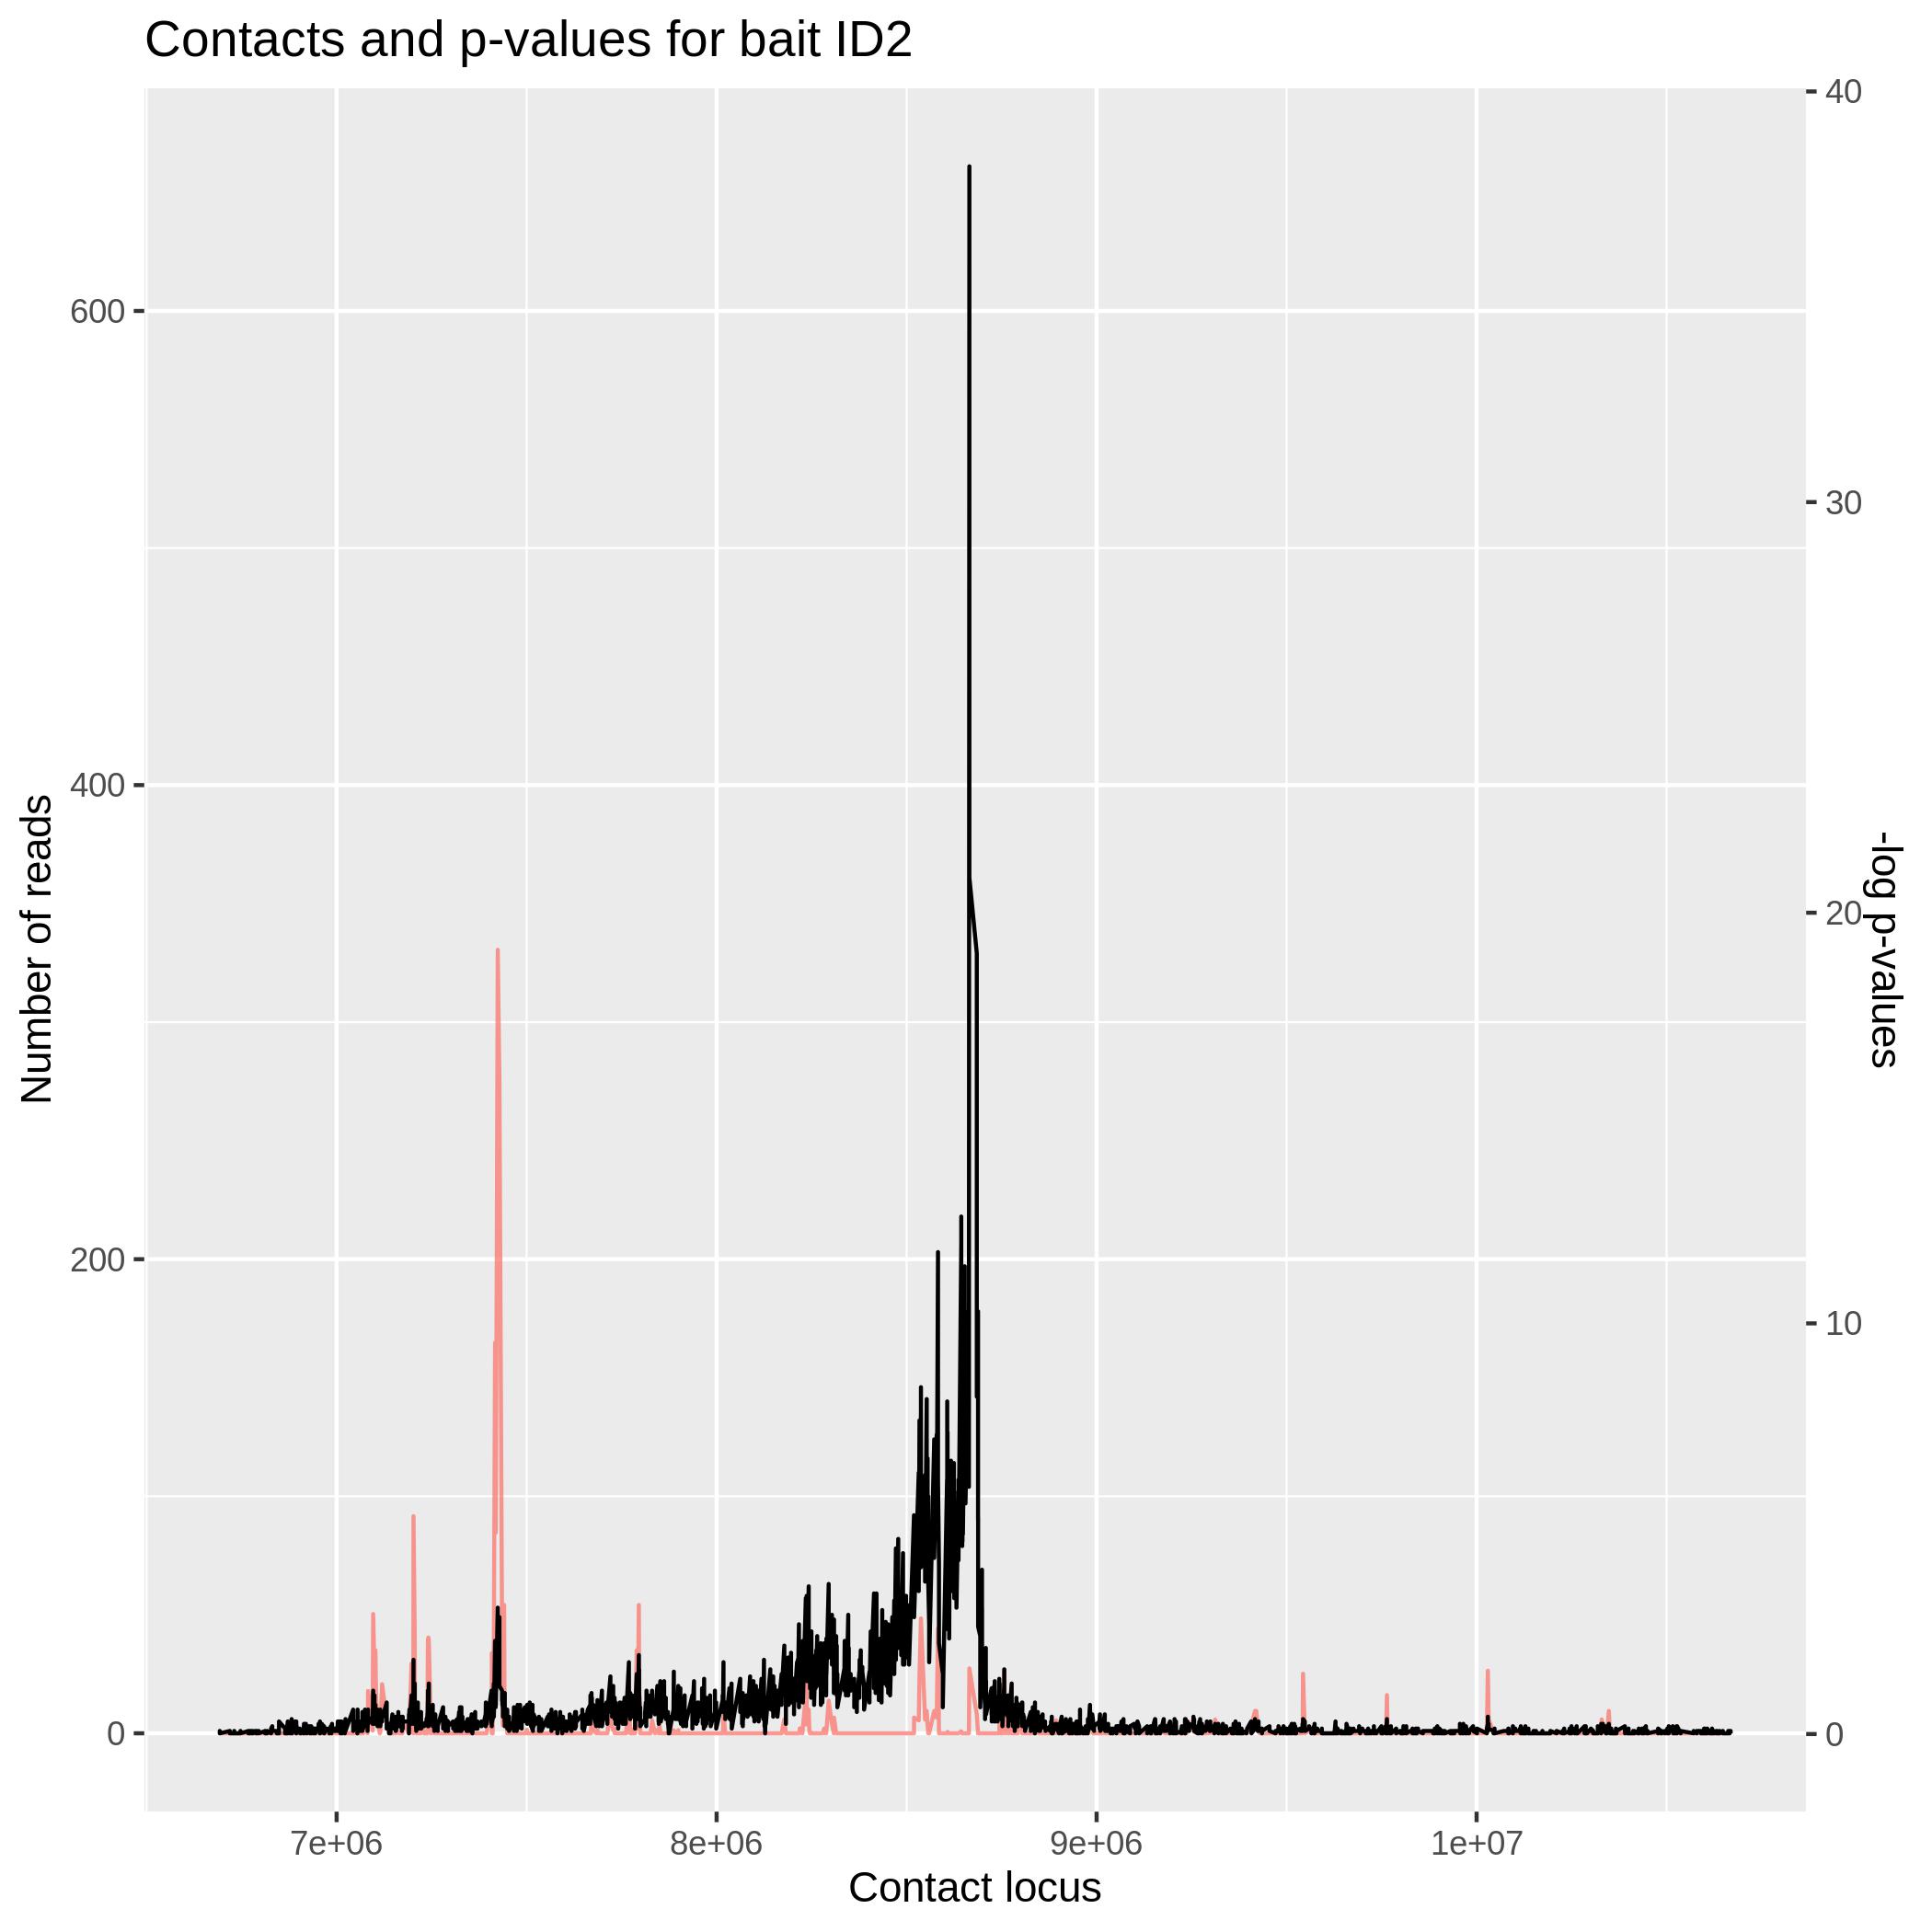 Contacts and p-values for bait ID2
Number of reads
600
400
200
0
40
30
20
10
0
-log p-values
7e+06 8e+06 9e+06 1e+07
Contact locus